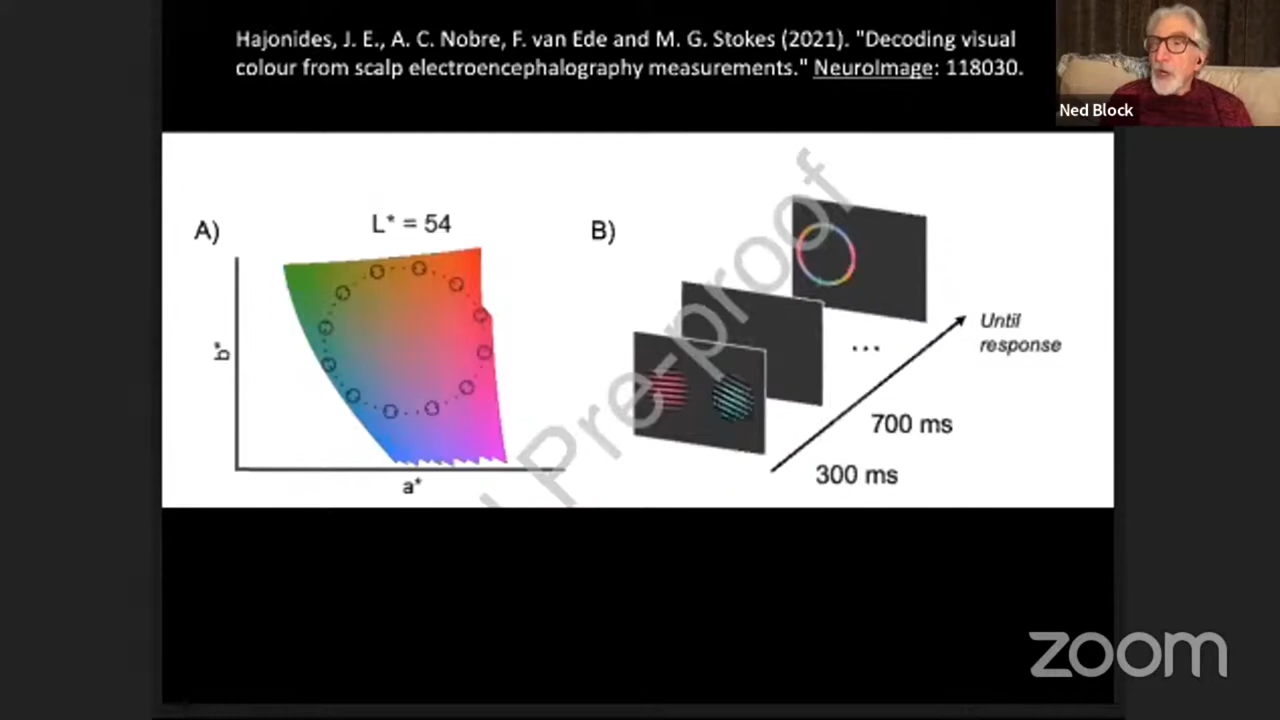 Hajonides, J. E., A. C. Nobre, F. van Ede and M. G. Stokes (2021). "Decoding visual
colour from scalp electroencephalography measurements." NeuroImage: 118030.
Ned Block
A)
L* = 54
b*
a*
B)
Pre-proof
...
Until
response
700 ms
300 ms
zoom